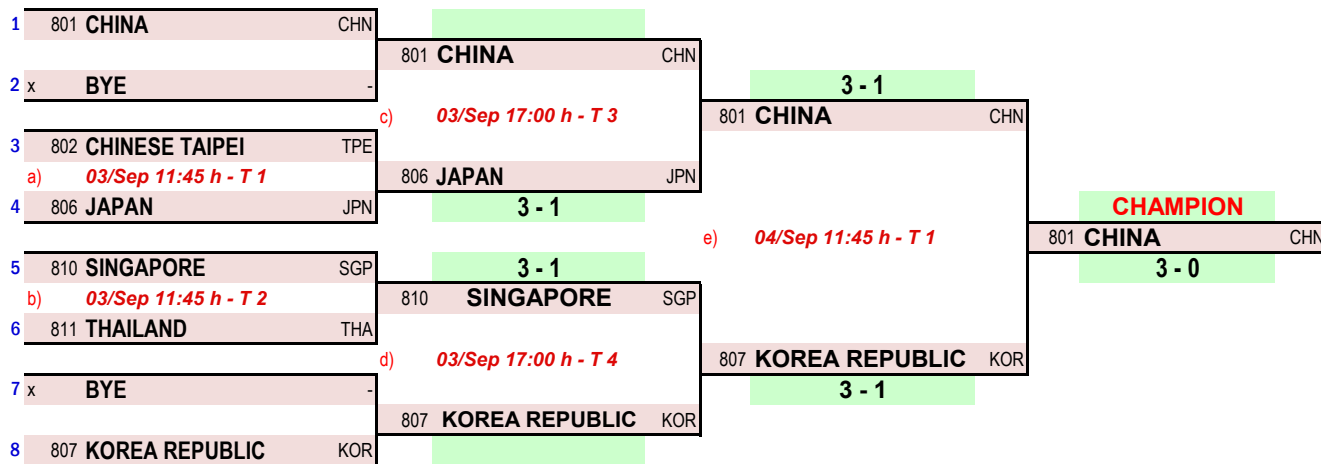 1 801 CHINA CHN
801 CHINA CHN
2 x BYE -
3 - 1
c) 03/Sep 17:00 h - T 3
801 CHINA CHN
3 802 CHINESE TAIPEI TPE
a) 03/Sep 11:45 h - T 1
806 JAPAN JPN
4 806 JAPAN JPN
3 - 1
CHAMPION
e) 04/Sep 11:45 h - T 1
801 CHINA CHN
5 810 SINGAPORE SGP
3 - 1
3 - 0
b) 03/Sep 11:45 h - T 2
810 SINGAPORE SGP
6 811 THAILAND THA
d) 03/Sep 17:00 h - T 4
807 KOREA REPUBLIC KOR
7 x BYE -
3 - 1
807 KOREA REPUBLIC KOR
8 807 KOREA REPUBLIC KOR